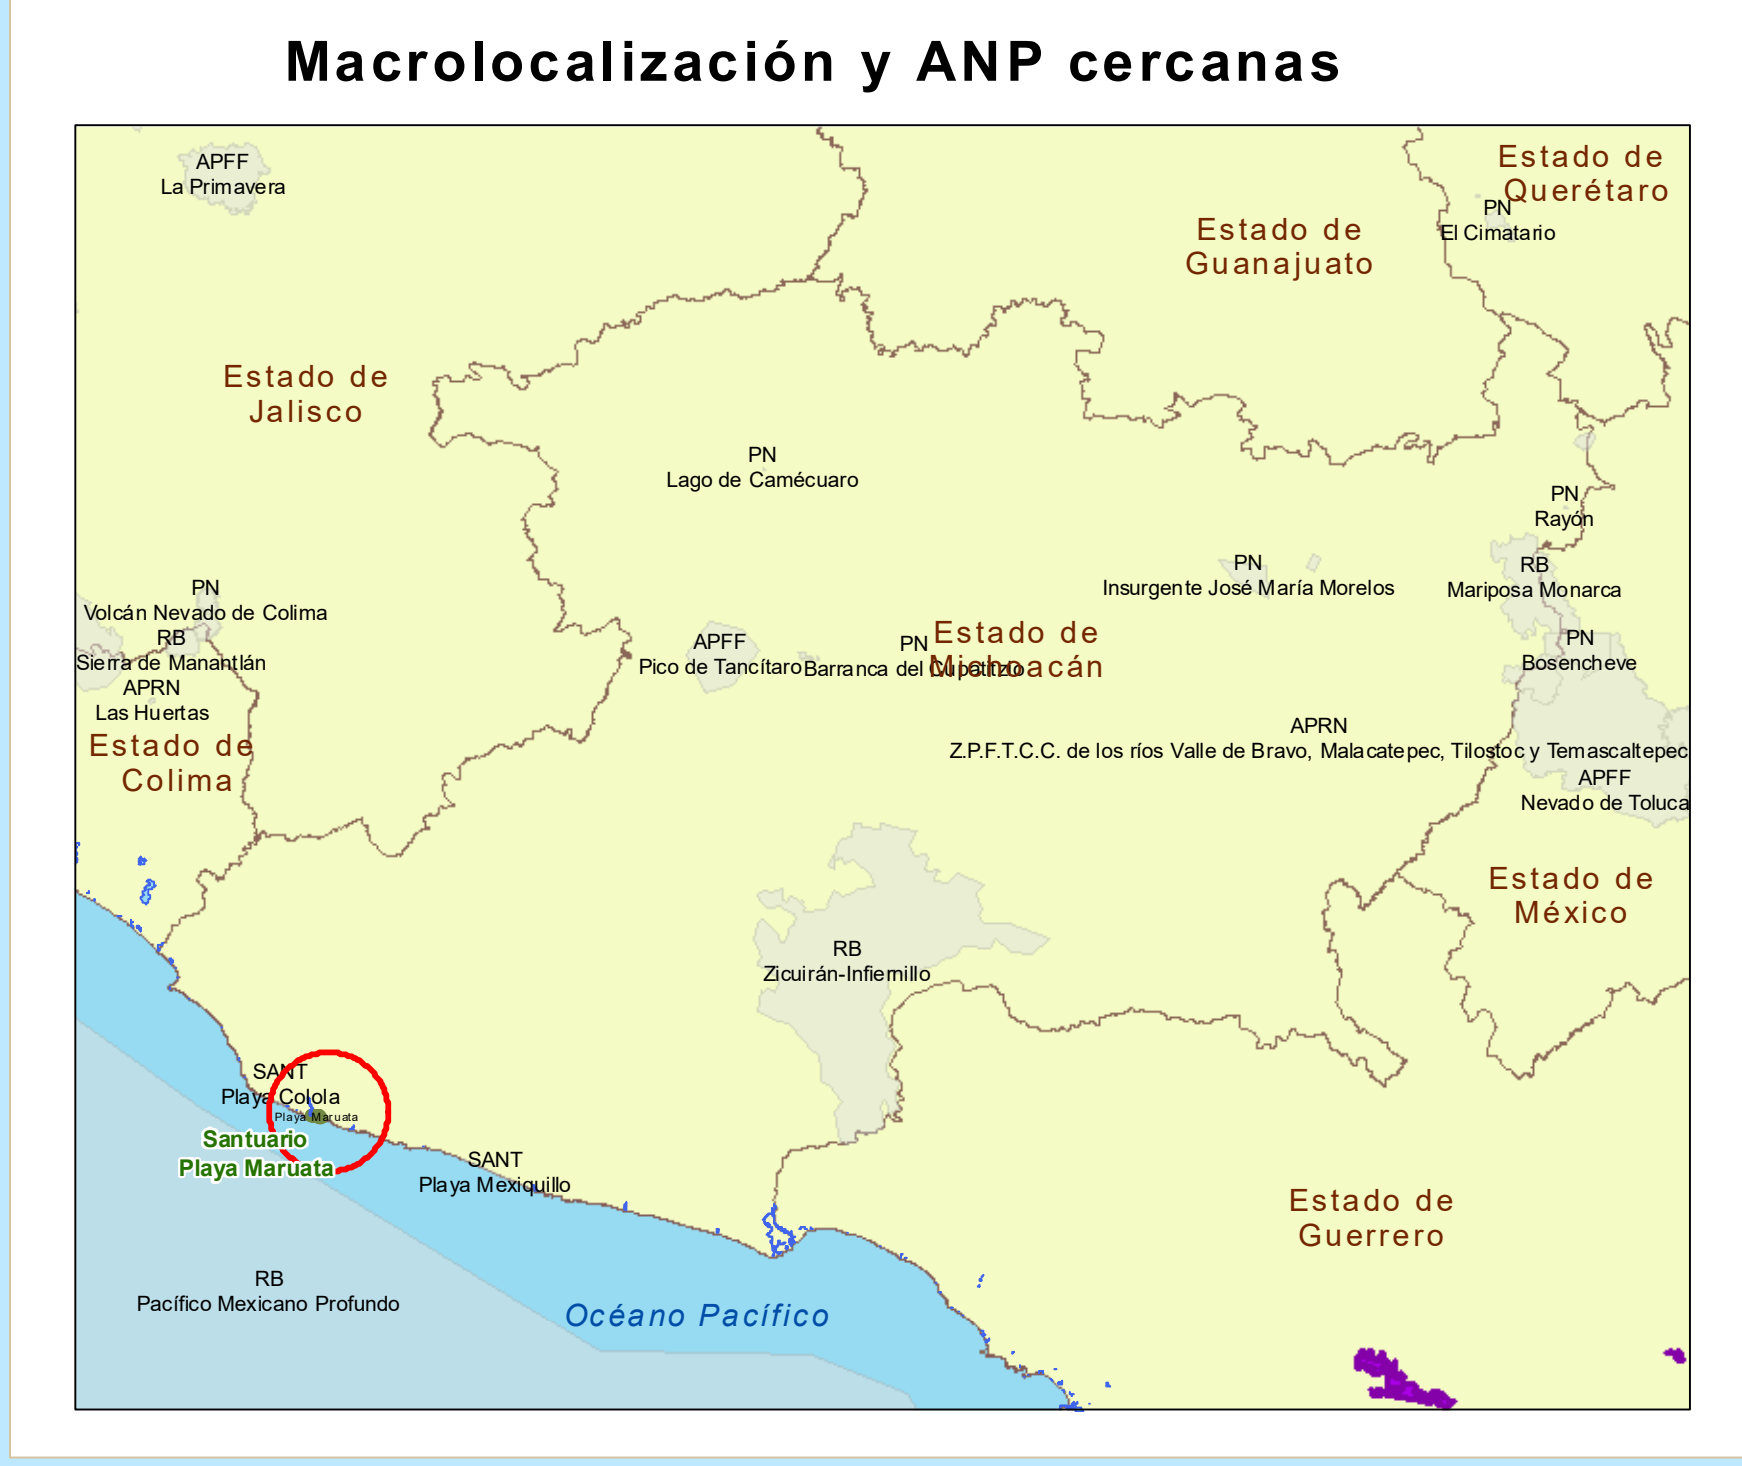 Macrolocalización y ANP cercanas
APFF
La Primavera
Estado de
Querétaro
PN
El Cimatario
Estado de
Guanajuato
Estado de
Jalisco
PN
Lago de Camécuaro
PN
Rayón
PN
Insurgente José María Morelos
RB
Mariposa Monarca
PN
Volcán Nevado de Colima
RB
Sierra de Manantlán
APRN
Las Huertas
Estado de
Colima
APFF
Pico de Tancítaro
PN
Barranca del Cupatitzio
Estado de
Michoacán
PN
Bosencheve
APRN
Z.P.F.T.C.C. de los ríos Valle de Bravo, Malacatepec, Tilostoc y Temascaltepec
APFF
Nevado de Toluca
Estado de
México
RB
Zicuirán-Infiernillo
SANT
Playa Colola
Playa Maruata
Santuario
Playa Maruata
SANT
Playa Mexiquillo
Estado de
Guerrero
RB
Pacífico Mexicano Profundo
Océano Pacífico